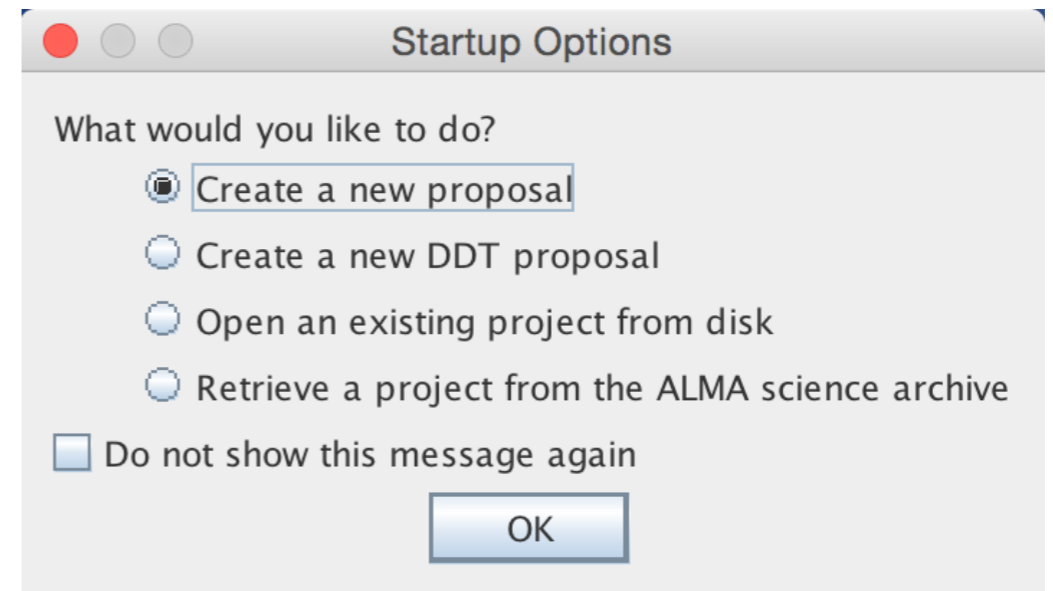 Startup Options
What would you like to do?
Create a new proposal
Create a new DDT proposal
Open an existing project from disk
Retrieve a project from the ALMA science archive
Do not show this message again
OK